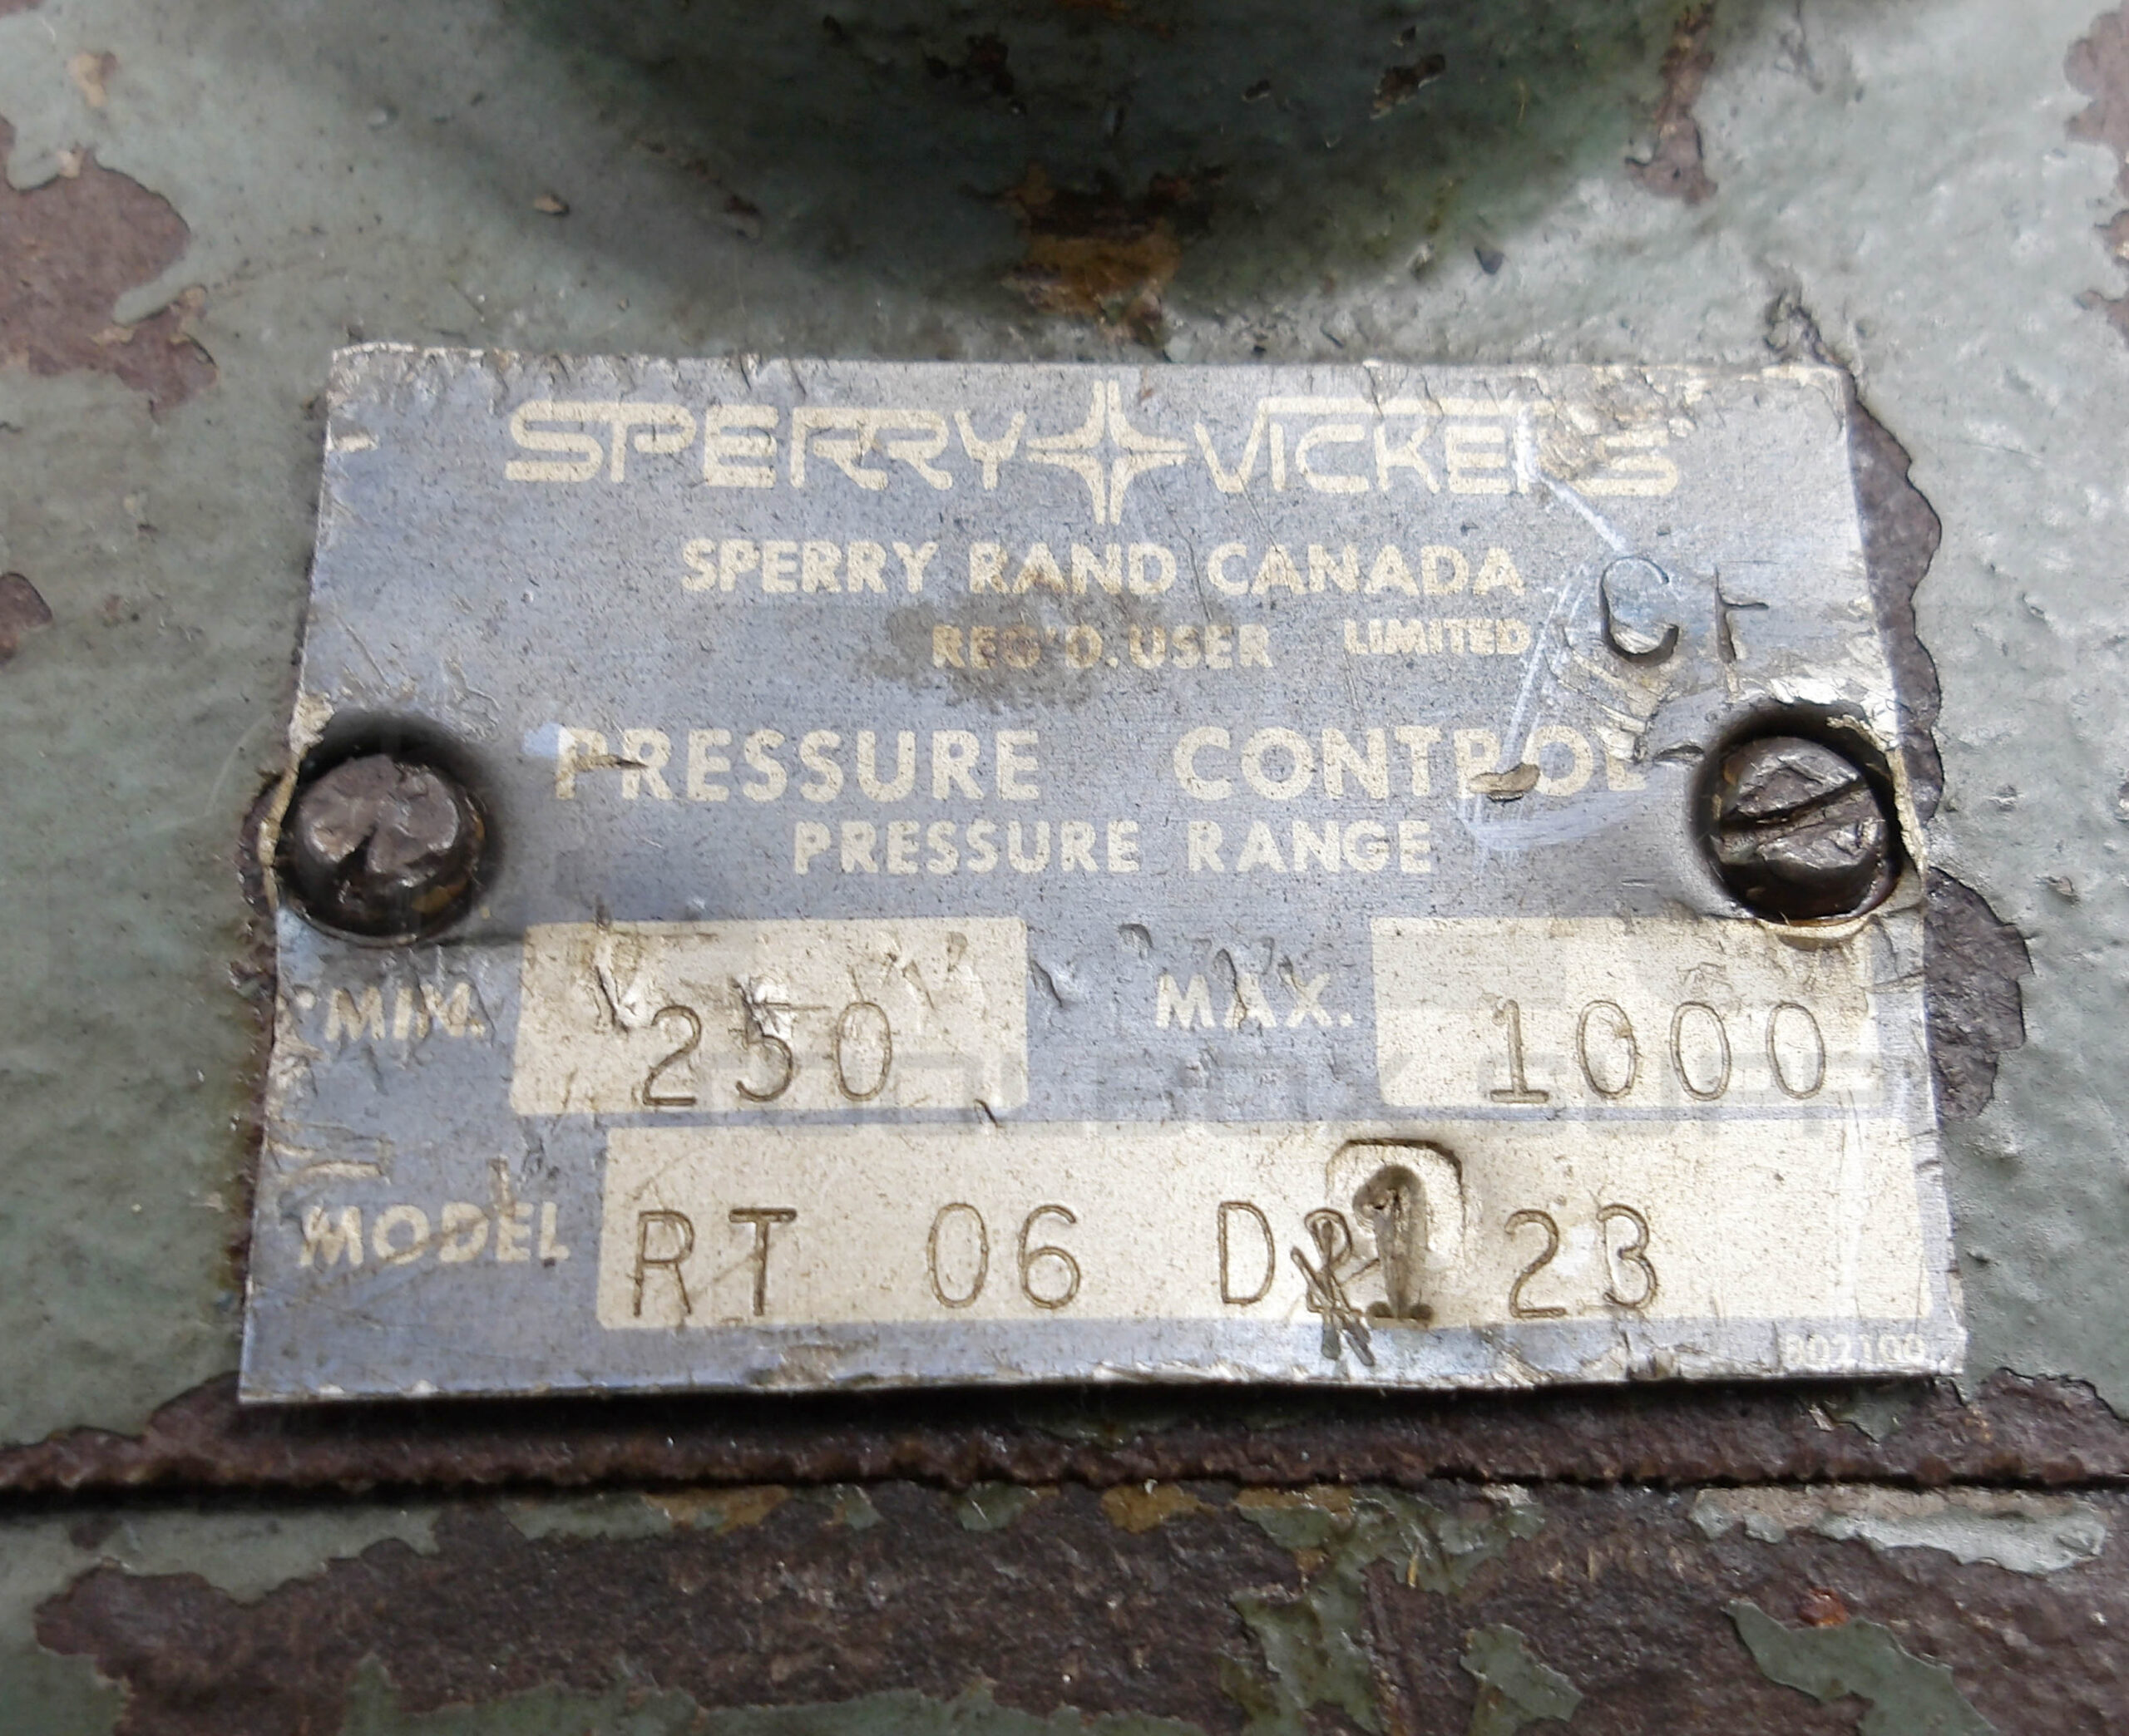 SPERRY VICKERS
SPERRY RAND CANADA
REG'D. USER LIMITED
C
PRESSURE CONTROL
PRESSURE RANGE
MIN. 250 MAX. 1000
MODEL RT 06 D 1 23
802100